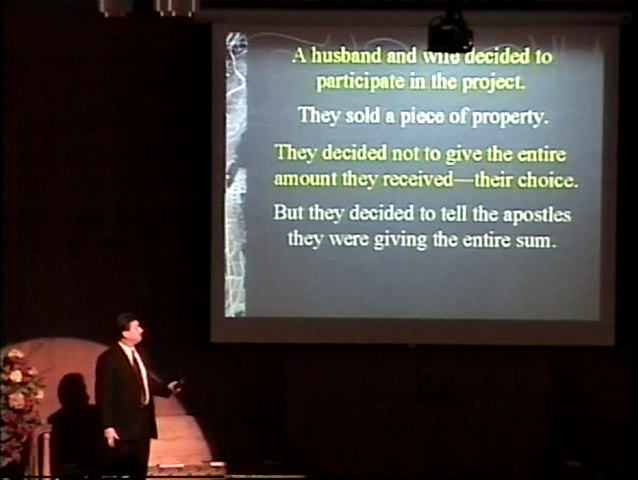 A husband and wife decided to
participate in the project.
They sold a piece of property.
They decided not to give the entire
amount they received—their choice.
But they decided to tell the apostles
they were giving the entire sum.